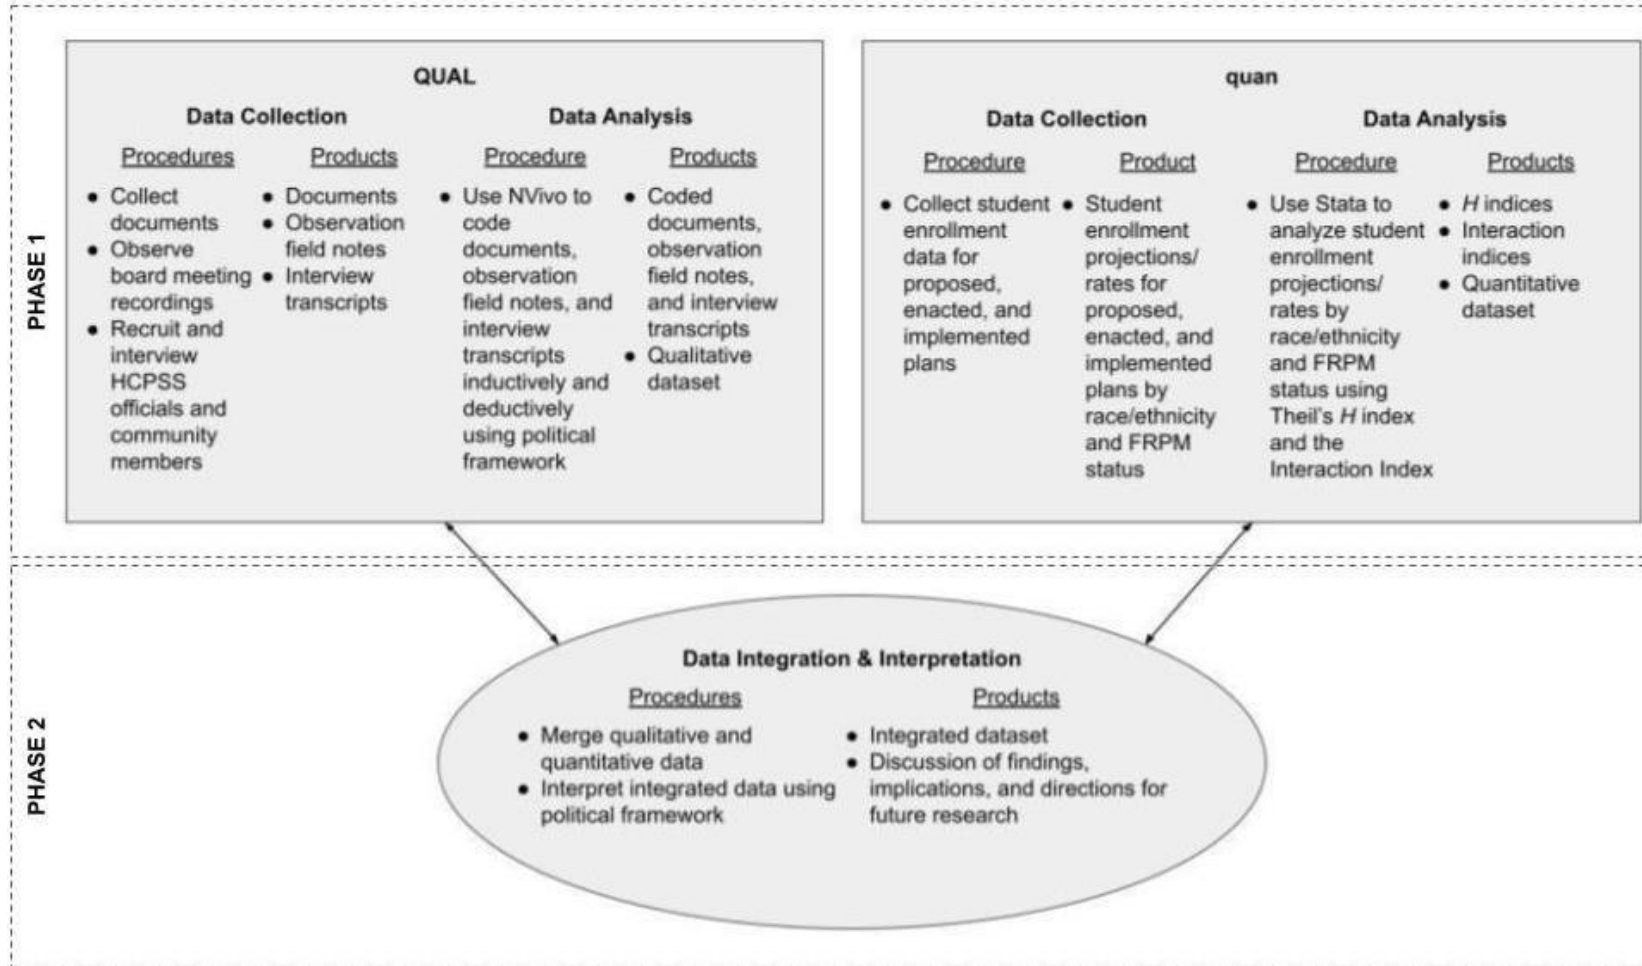 PHASE 1
QUAL
Data Collection
Procedures
● Collect
documents
● Observe
board meeting
recordings
● Recruit and
interview
HCPSS
officials and
community
members
Products
● Documents
● Observation
field notes
● Interview
transcripts
Data Analysis
Procedure
● Use NVivo to
code
documents,
observation
field notes, and
interview
transcripts
inductively and
deductively
using political
framework
Products
● Coded
documents,
observation
field notes,
and interview
transcripts
● Qualitative
dataset
quan
Data Collection
Procedure
● Collect student
enrollment
data for
proposed,
enacted, and
implemented
plans
Product
● Student
enrollment
projections/
rates for
proposed,
enacted, and
implemented
plans by
race/ethnicity
and FRPM
status
Data Analysis
Procedure
● Use Stata to
analyze student
enrollment
projections/
rates by
race/ethnicity
and FRPM
status using
Theil's H index
and the
Interaction Index
Products
● H indices
● Interaction
indices
● Quantitative
dataset
PHASE 2
Data Integration & Interpretation
Procedures
● Merge qualitative and
quantitative data
● Interpret integrated data using
political framework
Products
● Integrated dataset
● Discussion of findings,
implications, and directions for
future research